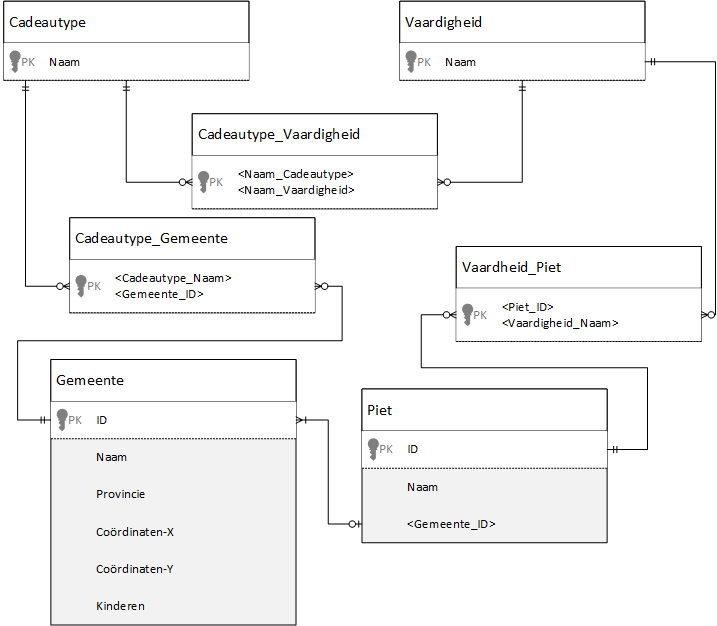 Cadeautype
PK Naam
Vaardigheid
PK Naam
Cadeautype_Vaardigheid
PK <Naam_Cadeautype>
<Naam_Vaardigheid>
Cadeautype_Gemeente
PK <Cadeautype_Naam>
<Gemeente_ID>
Vaardheid_Piet
PK <Piet_ID>
<Vaardigheid_Naam>
Gemeente
PK ID
Naam
Provincie
Coördinaten-X
Coördinaten-Y
Kinderen
Piet
PK ID
Naam
<Gemeente_ID>